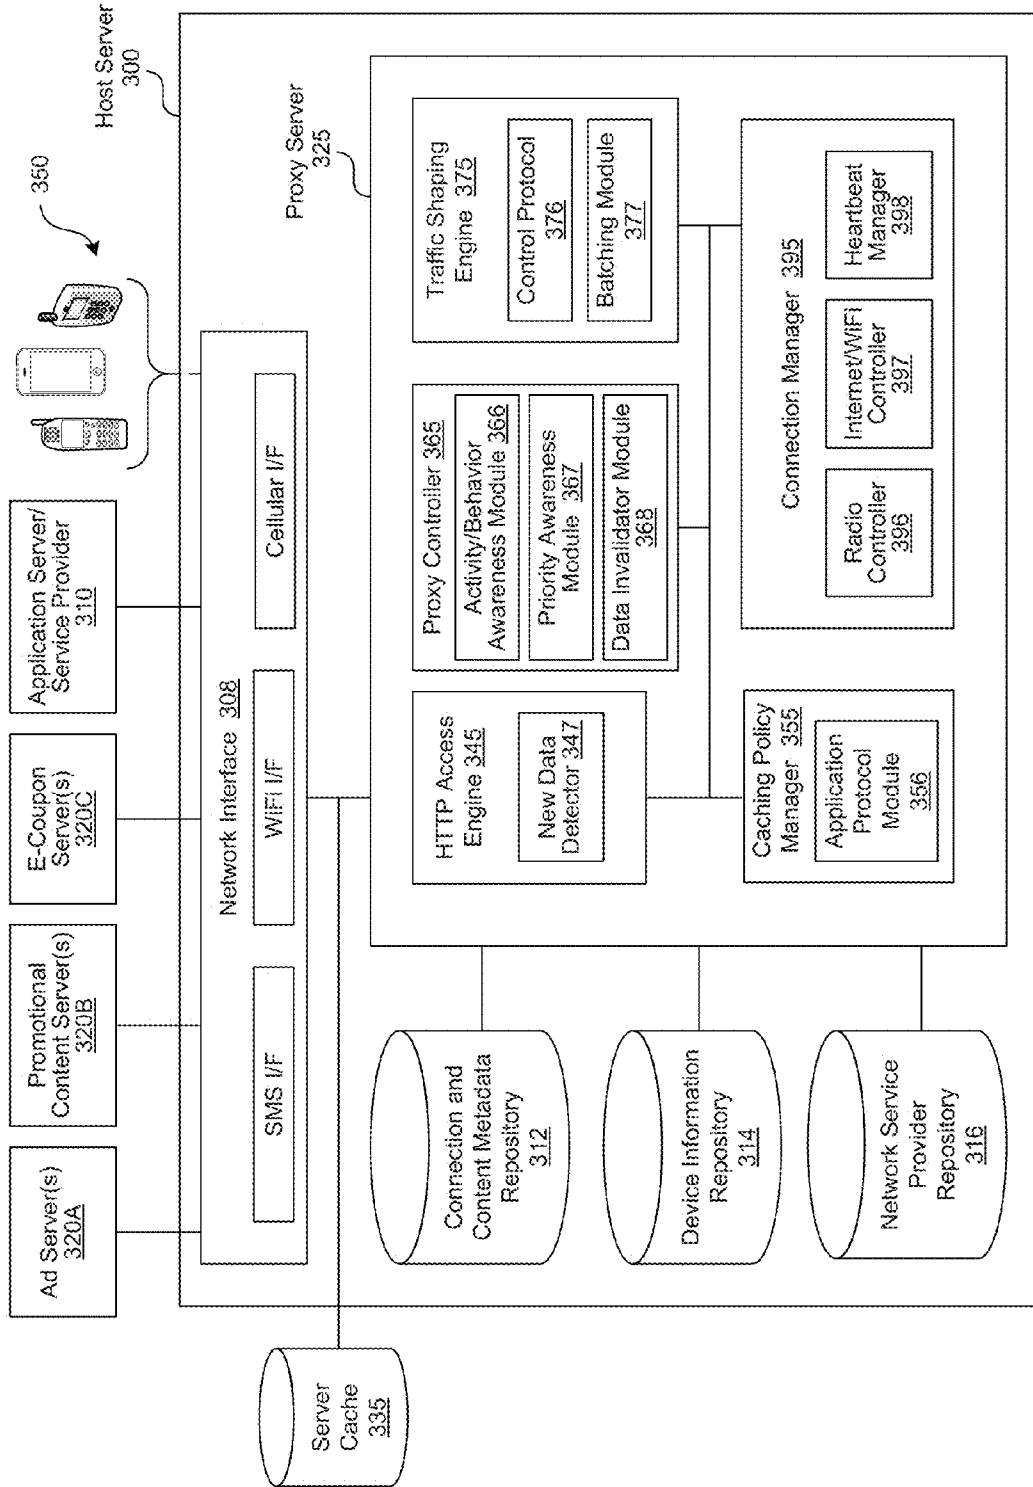 Ad Server(s)
320A
Promotional
Content Server(s)
320B
E-Coupon
Server(s)
320C
Application Server/
Service Provider
310
350
Host Server
300
Network Interface 308
SMS I/F
WiFi I/F
Cellular I/F
Server
Cache
335
Proxy Server
325
Connection and
Content Metadata
Repository
312
Device Information
Repository
314
Network Service
Provider
Repository
316
HTTP Access
Engine 345
New Data
Detector 347
Proxy Controller 365
Activity/Behavior
Awareness Module 366
Priority Awareness
Module 367
Data Invalidator Module
368
Traffic Shaping
Engine 375
Control Protocol
376
Batching Module
377
Caching Policy
Manager 355
Application
Protocol
Module
356
Connection Manager 395
Radio
Controller
396
Internet/WiFi
Controller
397
Heartbeat
Manager
398